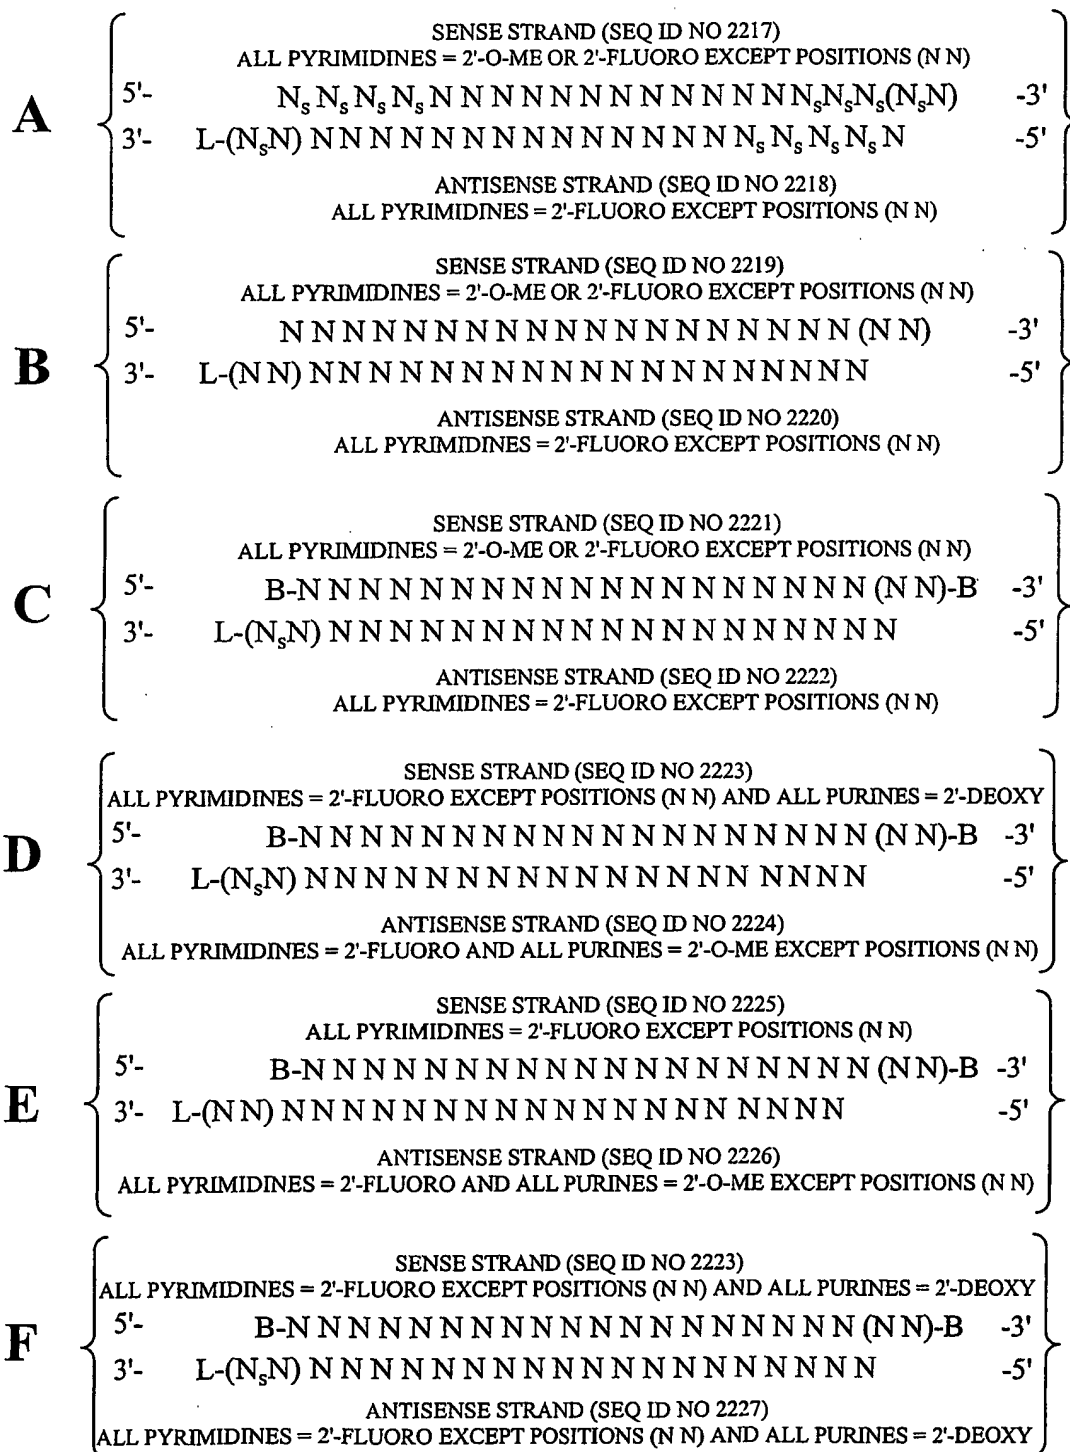 SENSE STRAND (SEQ ID NO 2217)
ALL PYRIMIDINES = 2'-O-ME OR 2'-FLUORO EXCEPT POSITIONS (N N)
A
5'- NsNsNsNs N N N N N N N N N N N N NsNsNs(NsN) -3'
3'- L-(NsN) N N N N N N N N N N N N N N Ns Ns Ns Ns N -5'
ANTISENSE STRAND (SEQ ID NO 2218)
ALL PYRIMIDINES = 2'-FLUORO EXCEPT POSITIONS (N N)
SENSE STRAND (SEQ ID NO 2219)
ALL PYRIMIDINES = 2'-O-ME OR 2'-FLUORO EXCEPT POSITIONS (N N)
B
5'- N N N N N N N N N N N N N N N N N N N (N N) -3'
3'- L-(N N) N N N N N N N N N N N N N N N N N N N -5'
ANTISENSE STRAND (SEQ ID NO 2220)
ALL PYRIMIDINES = 2'-FLUORO EXCEPT POSITIONS (N N)
SENSE STRAND (SEQ ID NO 2221)
ALL PYRIMIDINES = 2'-O-ME OR 2'-FLUORO EXCEPT POSITIONS (N N)
C
5'- B-N N N N N N N N N N N N N N N N N N N (N N)-B -3'
3'- L-(NsN) N N N N N N N N N N N N N N N N N N N -5'
ANTISENSE STRAND (SEQ ID NO 2222)
ALL PYRIMIDINES = 2'-FLUORO EXCEPT POSITIONS (N N)
SENSE STRAND (SEQ ID NO 2223)
ALL PYRIMIDINES = 2'-FLUORO EXCEPT POSITIONS (N N) AND ALL PURINES = 2'-DEOXY
D
5'- B-N N N N N N N N N N N N N N N N N N N (N N)-B -3'
3'- L-(NsN) N N N N N N N N N N N N N N N N N N N -5'
ANTISENSE STRAND (SEQ ID NO 2224)
ALL PYRIMIDINES = 2'-FLUORO AND ALL PURINES = 2'-O-ME EXCEPT POSITIONS (N N)
SENSE STRAND (SEQ ID NO 2225)
ALL PYRIMIDINES = 2'-FLUORO EXCEPT POSITIONS (N N)
E
5'- B-N N N N N N N N N N N N N N N N N N N (N N)-B -3'
3'- L-(N N) N N N N N N N N N N N N N N N N N N N -5'
ANTISENSE STRAND (SEQ ID NO 2226)
ALL PYRIMIDINES = 2'-FLUORO AND ALL PURINES = 2'-O-ME EXCEPT POSITIONS (N N)
SENSE STRAND (SEQ ID NO 2223)
ALL PYRIMIDINES = 2'-FLUORO EXCEPT POSITIONS (N N) AND ALL PURINES = 2'-DEOXY
F
5'- B-N N N N N N N N N N N N N N N N N N N (N N)-B -3'
3'- L-(NsN) N N N N N N N N N N N N N N N N N N N -5'
ANTISENSE STRAND (SEQ ID NO 2227)
ALL PYRIMIDINES = 2'-FLUORO EXCEPT POSITIONS (N N) AND ALL PURINES = 2'-DEOXY